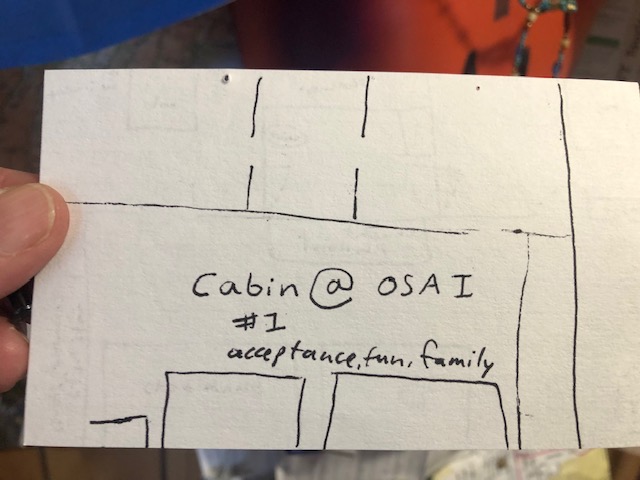 Cabin @ OSAI
#1
acceptance, fun, family